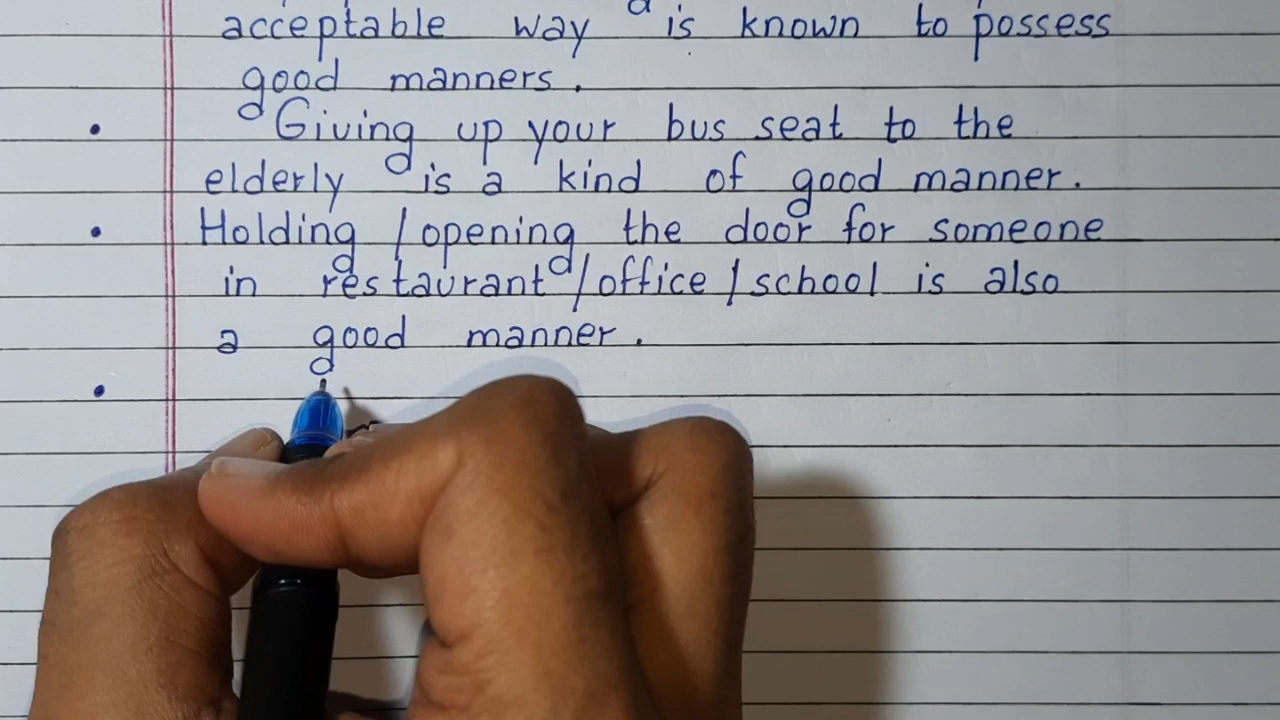 acceptable way is known to possess
good manners.
• Giving up your bus seat to the
elderly is a kind of good manner.
• Holding / opening the door for someone
in restaurant / office / school is also
a good manner.
•